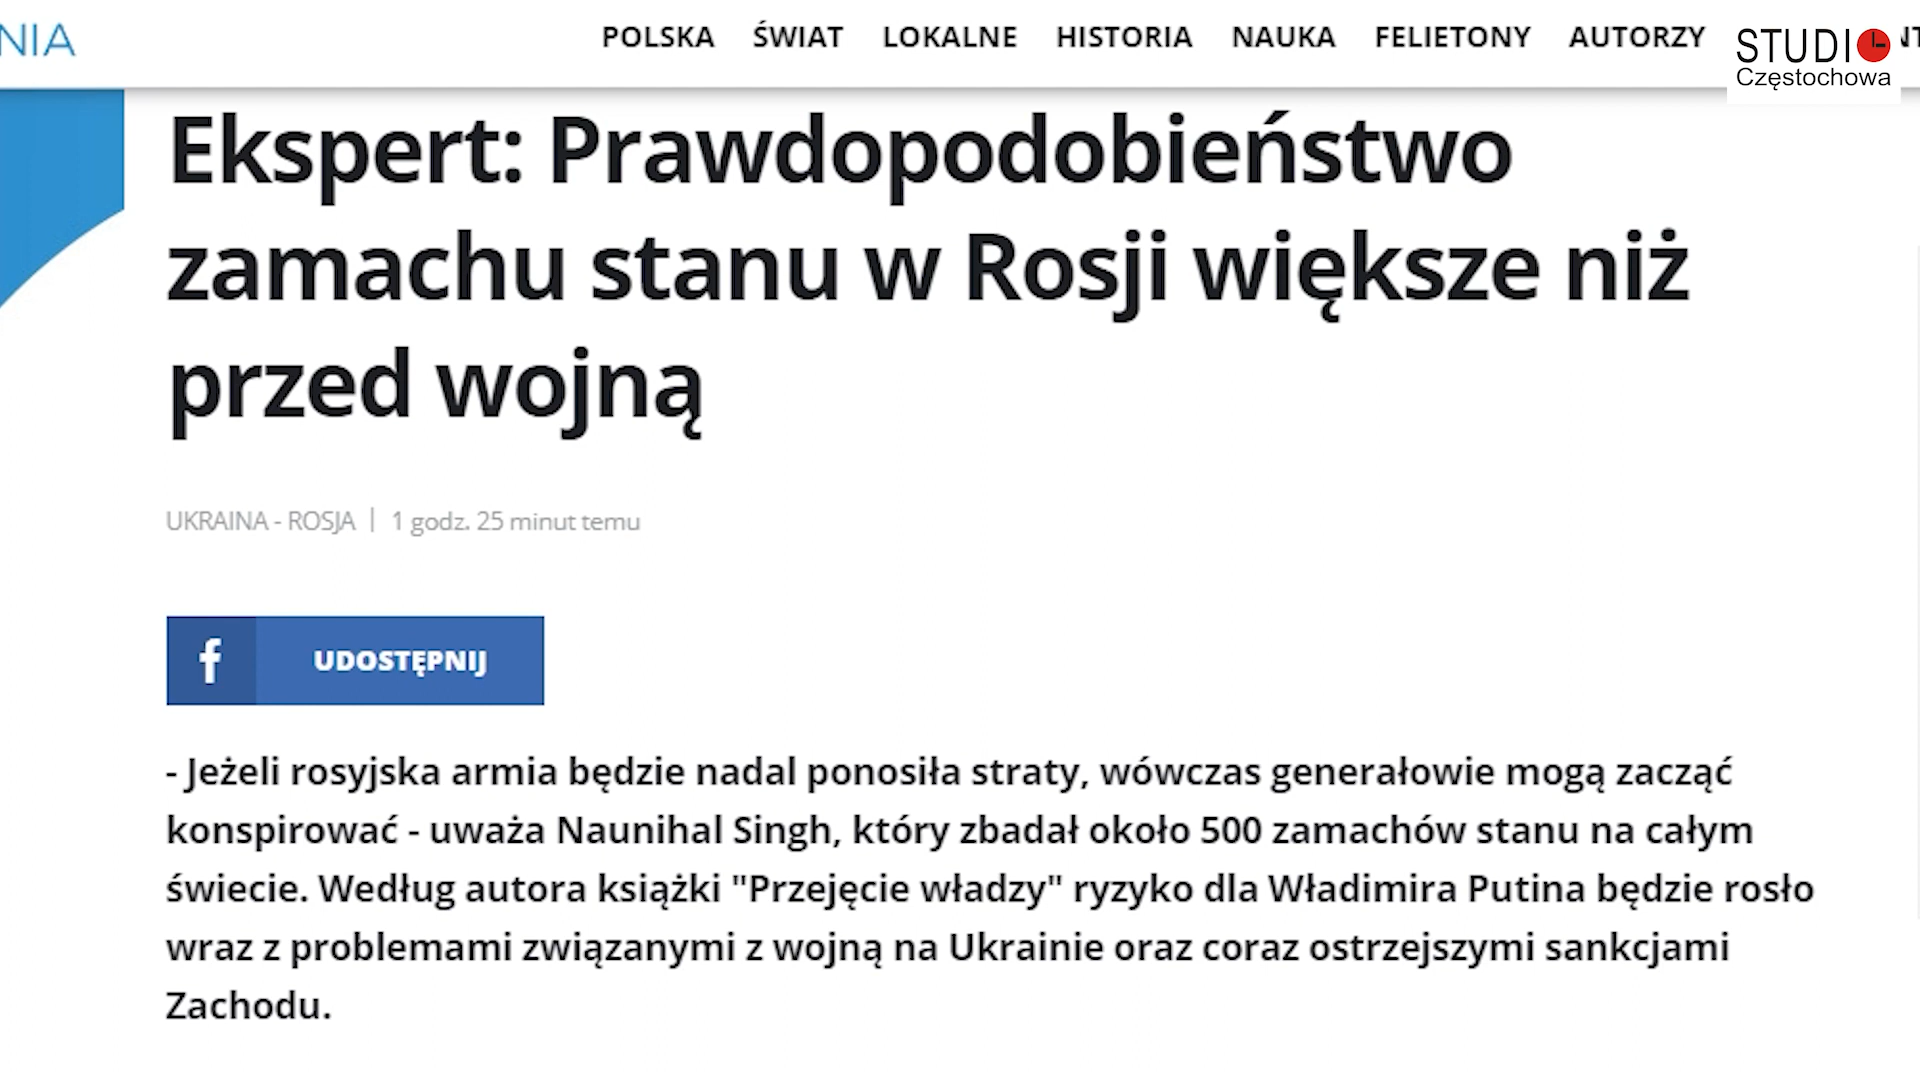 NIA
POLSKA ŚWIAT LOKALNE HISTORIA NAUKA FELIETONY AUTORZY
STUDIO
Częstochowa
Ekspert: Prawdopodobieństwo
zamachu stanu w Rosji większe niż
przed wojną
UKRAINA - ROSJA | 1 godz. 25 minut temu
f UDOSTĘPNIJ
- Jeżeli rosyjska armia będzie nadal ponosiła straty, wówczas generałowie mogą zacząć
konspirować - uważa Naunihal Singh, który zbadał około 500 zamachów stanu na całym
świecie. Według autora książki "Przejęcie władzy" ryzyko dla Władimira Putina będzie rosło
wraz z problemami związanymi z wojną na Ukrainie oraz coraz ostrzejszymi sankcjami
Zachodu.